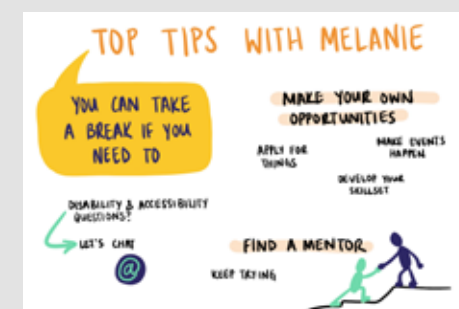 TOP TIPS WITH MELANIE
YOU CAN TAKE
A BREAK IF YOU
NEED TO
MAKE YOUR OWN
OPPORTUNITIES
APPLY FOR
THINGS
MAKE EVENTS
HAPPEN
DEVELOP YOUR
SKILLSET
DISABILITY & ACCESSIBILITY
QUESTIONS?
LET'S CHAT
@
FIND A MENTOR
KEEP TRYING